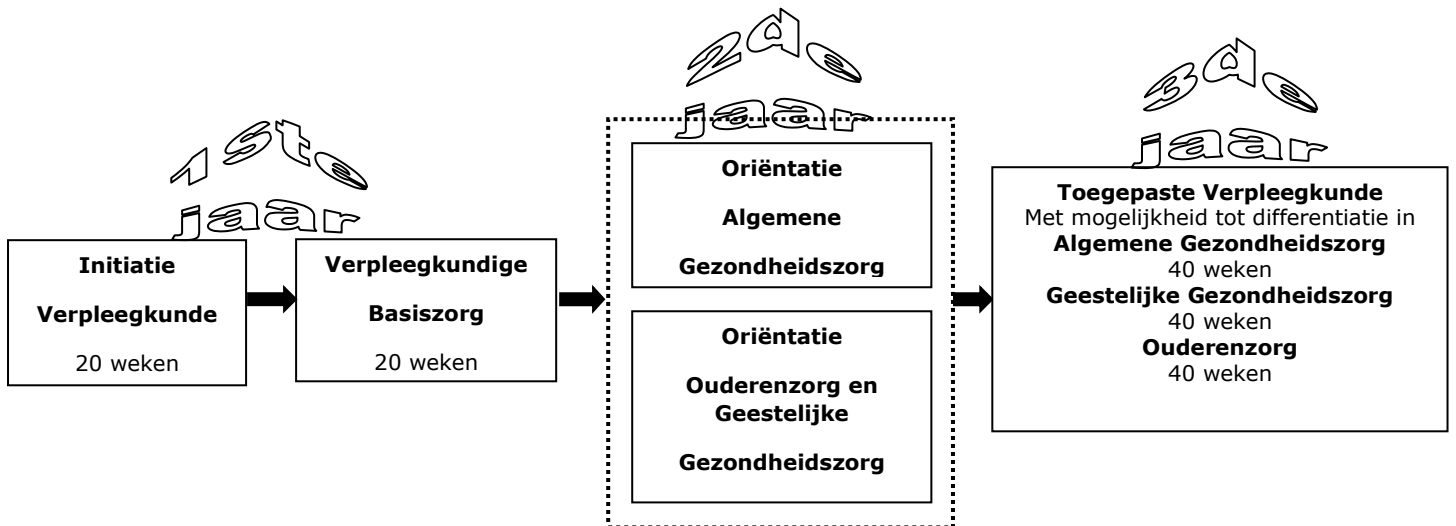 1ste
jaar
Initiatie
Verpleegkunde
20 weken
Verpleegkundige
Basiszorg
20 weken
2de
jaar
Oriëntatie
Algemene
Gezondheidszorg
Oriëntatie
Ouderenzorg en
Geestelijke
Gezondheidszorg
3de
jaar
Toegepaste Verpleegkunde
Met mogelijkheid tot differentiatie in
Algemene Gezondheidszorg
40 weken
Geestelijke Gezondheidszorg
40 weken
Ouderenzorg
40 weken